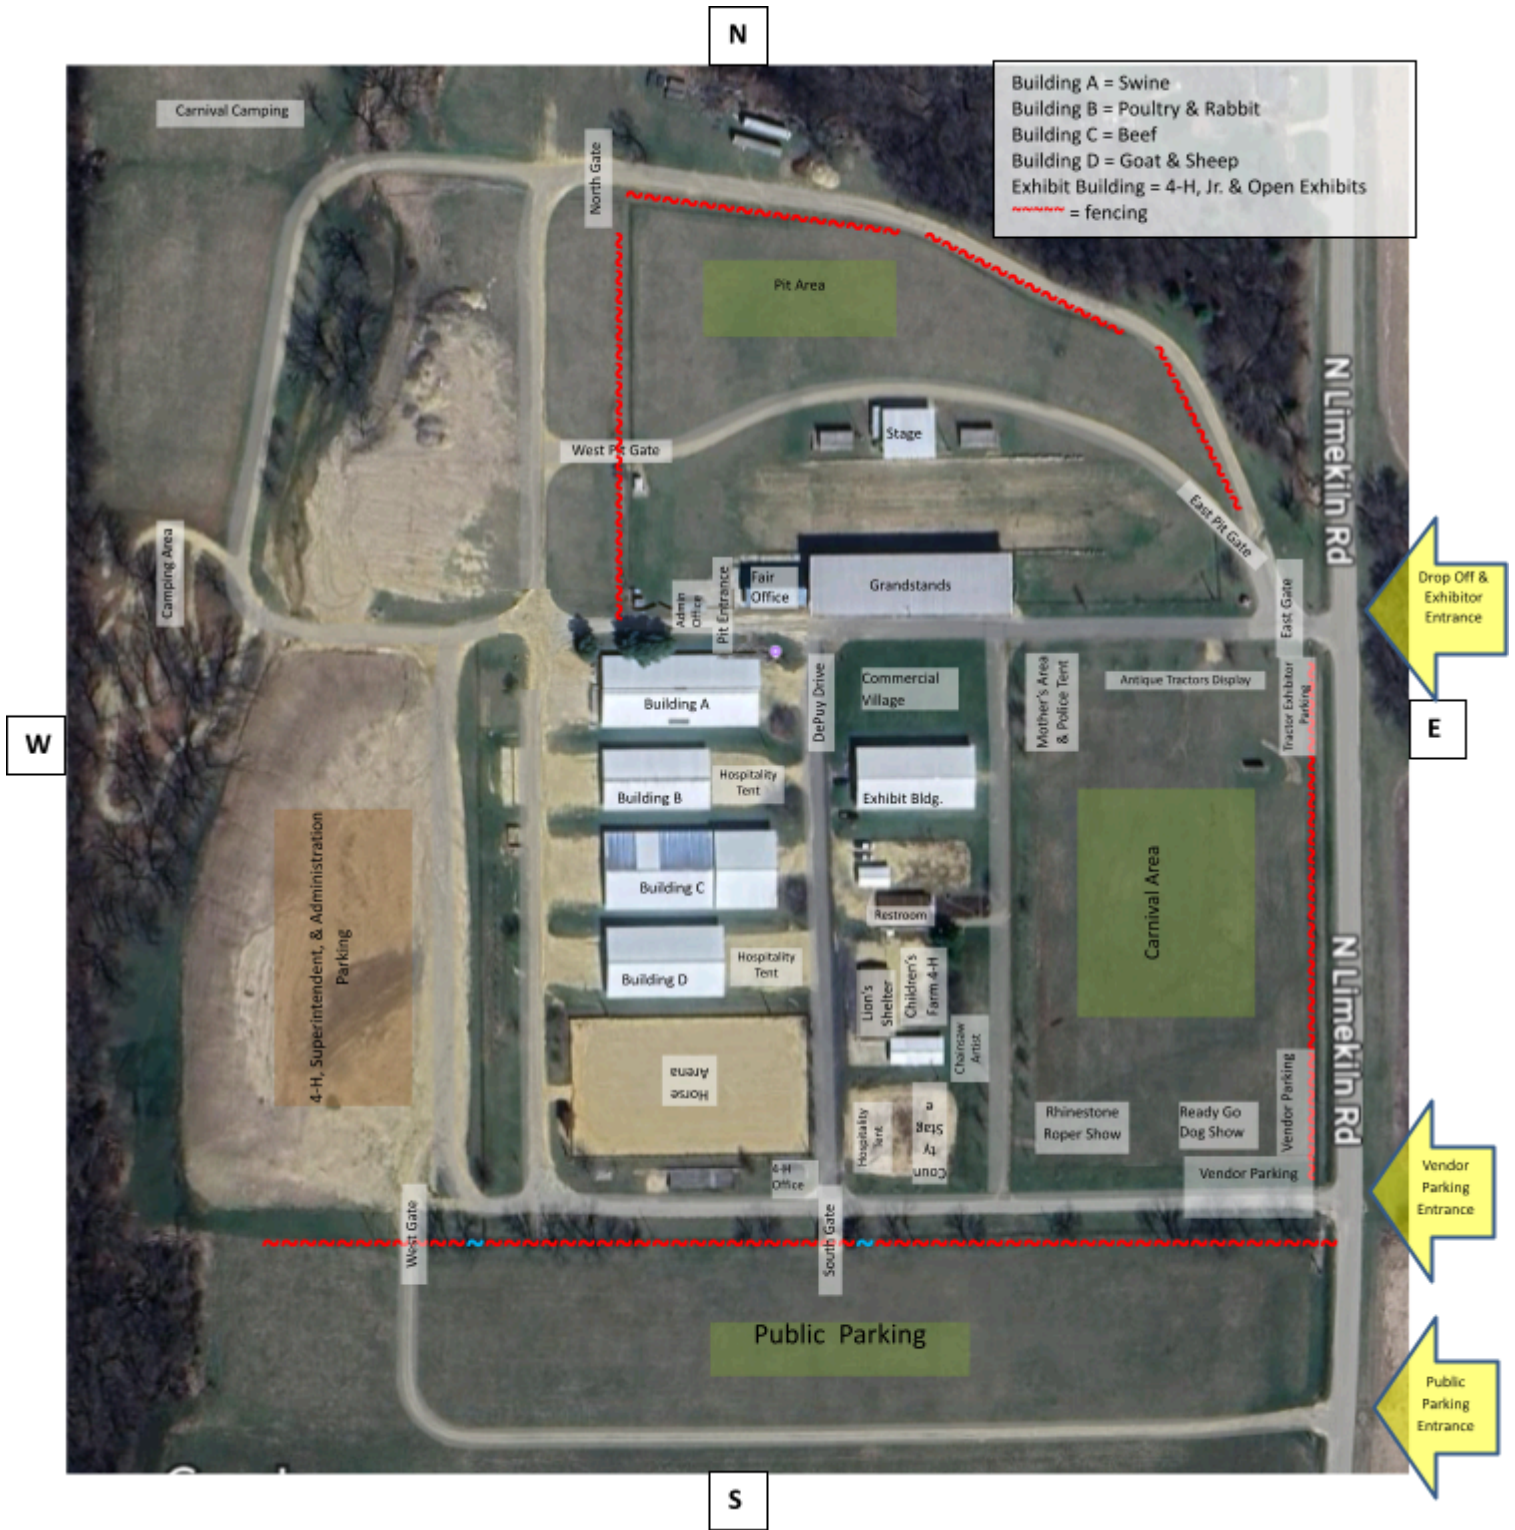 N
Building A = Swine
Building B = Poultry & Rabbit
Building C = Beef
Building D = Goat & Sheep
Exhibit Building = 4-H, Jr. & Open Exhibits
= fencing
Carnival Camping
North Gate
Pit Area
N Limekiln Rd
Stage
West Pit Gate
East Pit Gate
Camping Area
Fair
Office
Grandstands
Admin
Office
Pit Entrance
East Gate
Drop Off &
Exhibitor
Entrance
Building A
DePuy Drive
Commercial
Village
Mother's Area
& Police Tent
Antique Tractors Display
Tractor Exhibitor
Parking
W
E
Building B
Hospitality
Tent
Exhibit Bldg.
4-H, Superintendent, & Administration
Parking
Building C
Restroom
Carnival Area
Building D
Hospitality
Tent
Lion's
Shelter
Children's
Farm 4-H
Chainsaw
Artist
N Limekiln Rd
Horse
Arena
Hospitality
Tent
Coun
ty
Stag
e
Rhinestone
Roper Show
Ready Go
Dog Show
Vendor Parking
Vendor Parking
4-H
Office
Vendor
Parking
Entrance
West Gate
South Gate
Public Parking
Public
Parking
Entrance
S